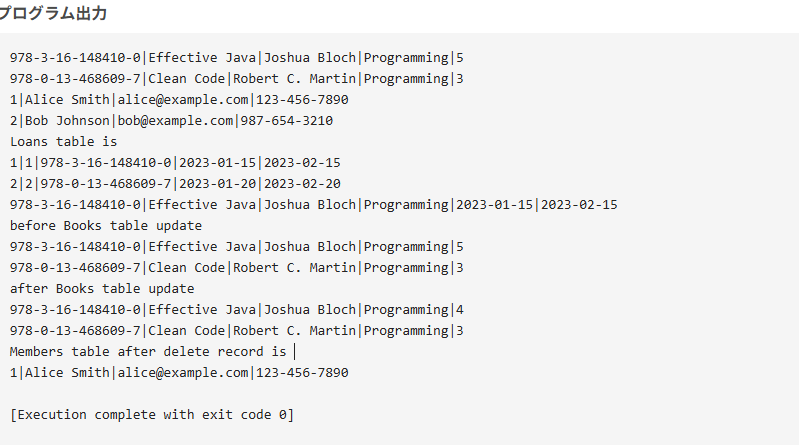 プログラム出力
978-3-16-148410-0|Effective Java|Joshua Bloch|Programming|5
978-0-13-468609-7|Clean Code|Robert C. Martin|Programming|3
1|Alice Smith|alice@example.com|123-456-7890
2|Bob Johnson|bob@example.com|987-654-3210
Loans table is
1|1|978-3-16-148410-0|2023-01-15|2023-02-15
2|2|978-0-13-468609-7|2023-01-20|2023-02-20
978-3-16-148410-0|Effective Java|Joshua Bloch|Programming|2023-01-15|2023-02-15
before Books table update
978-3-16-148410-0|Effective Java|Joshua Bloch|Programming|5
978-0-13-468609-7|Clean Code|Robert C. Martin|Programming|3
after Books table update
978-3-16-148410-0|Effective Java|Joshua Bloch|Programming|4
978-0-13-468609-7|Clean Code|Robert C. Martin|Programming|3
Members table after delete record is
1|Alice Smith|alice@example.com|123-456-7890
[Execution complete with exit code 0]